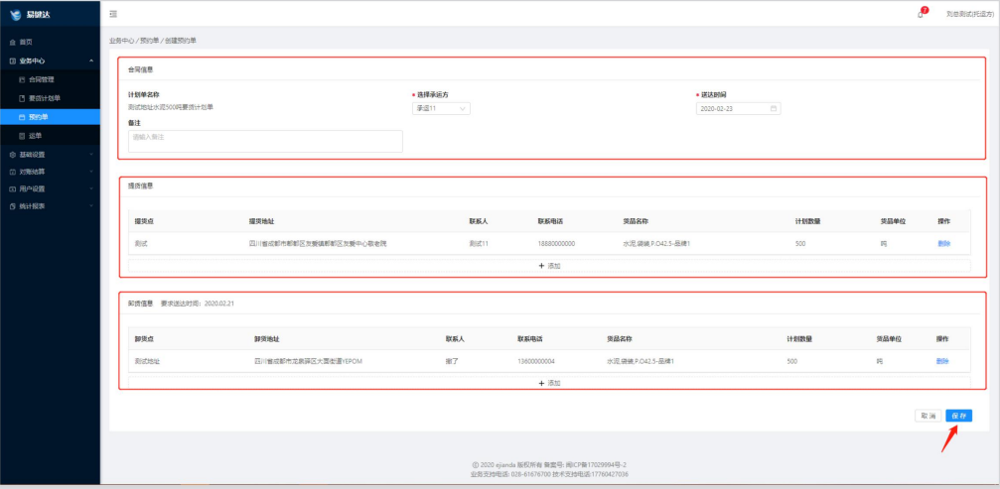 易健达
7
刘总测试(托运方)
首页
业务中心
合同管理
要货计划单
预约单
运单
基础设置
对账结算
用户设置
统计报表
业务中心 / 预约单 / 创建预约单
合同信息
计划单名称
* 选择承运方
* 送达时间
测试地址水泥500吨要货计划单
承运11
2020-02-23
备注
请输入备注
提货信息
提货点 提货地址 联系人 联系电话 货品名称 计划数量 货品单位 操作
测试 四川省成都市郫都区友爱镇郫都区友爱中心敬老院 测试11 18880000000 水泥,袋装,P.O42.5-品牌1 500 吨 删除
+ 添加
卸货信息 要求送达时间: 2020.02.21
卸货点 卸货地址 联系人 联系电话 货品名称 计划数量 货品单位 操作
测试地址 四川省成都市龙泉驿区大面街道YEPOM 谢了 13600000004 水泥,袋装,P.O42.5-品牌1 500 吨 删除
+ 添加
取 消
保 存
© 2020 ejianda 版权所有 备案号: 闽ICP备17029994号-2
业务支持电话: 028-61676700 技术支持电话:17760427036